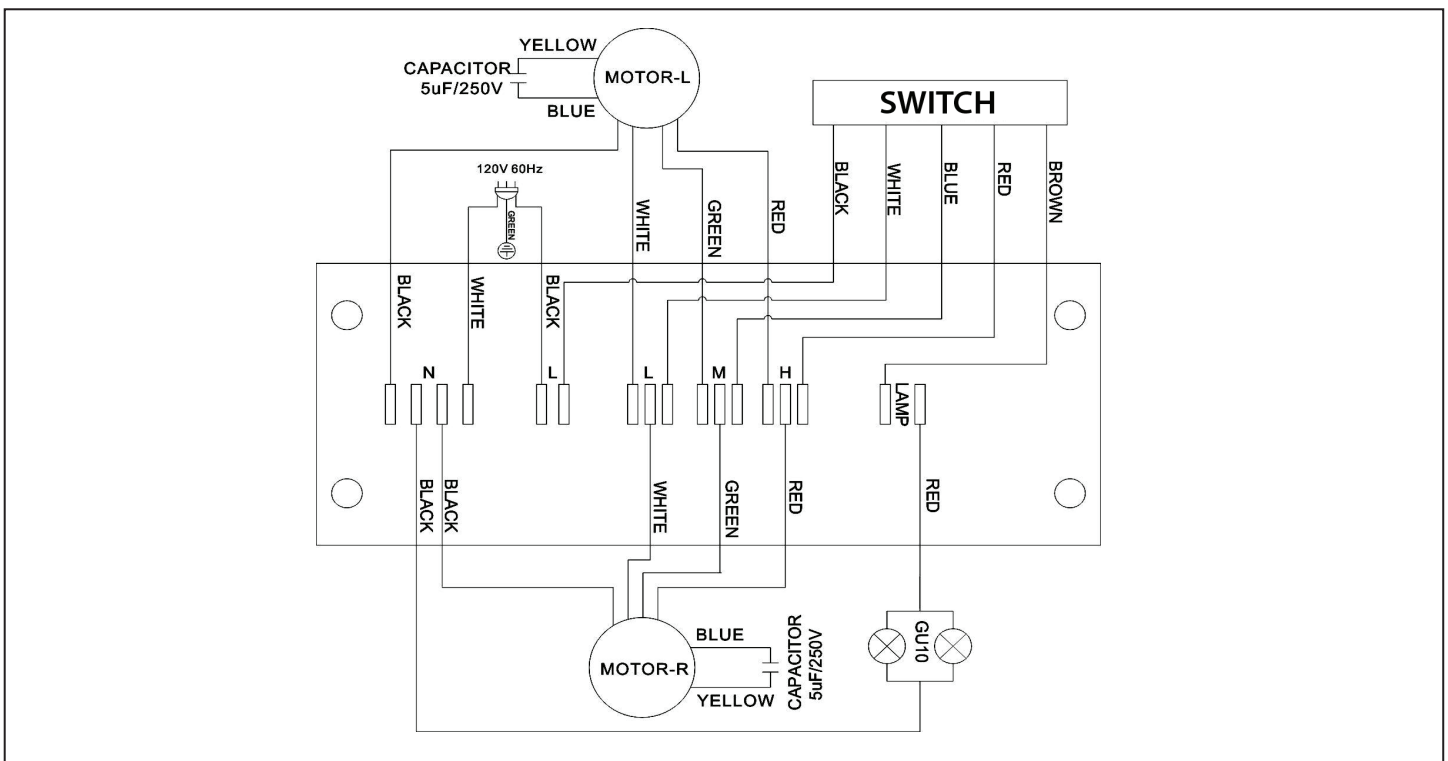 YELLOW
CAPACITOR
5uF/250V
BLUE
MOTOR-L
SWITCH
120V 60Hz
GREEN
BLACK
WHITE
BLACK
WHITE
GREEN
RED
BLACK
WHITE
BLUE
RED
BROWN
N
L
L
M
H
LAMP
BLACK
BLACK
WHITE
GREEN
RED
RED
MOTOR-R
BLUE
YELLOW
CAPACITOR
5uF/250V
GU10